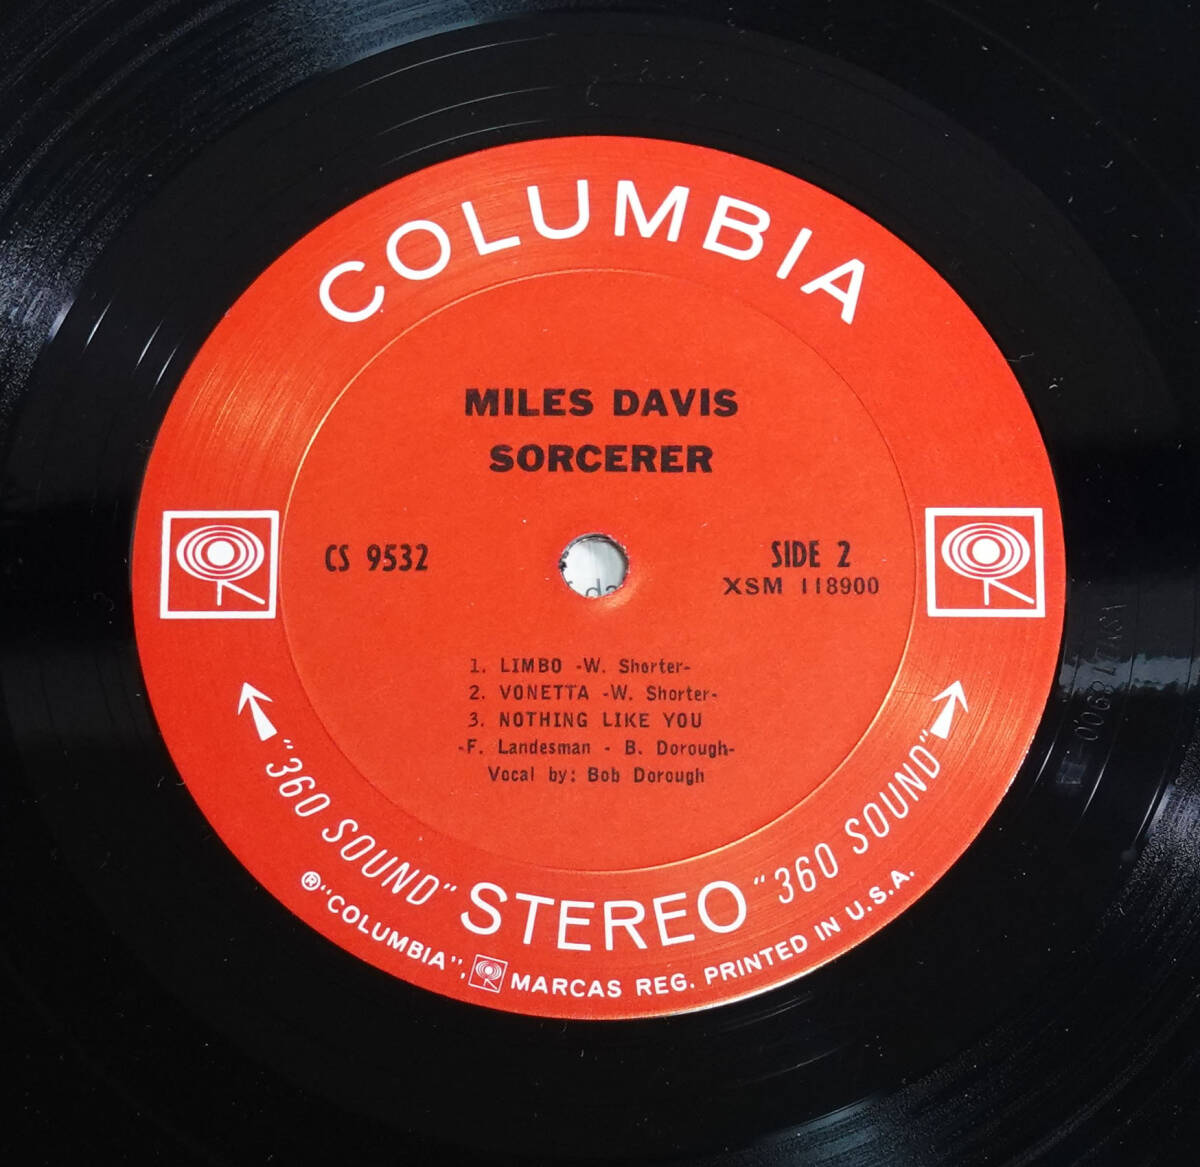 COLUMBIA
MILES DAVIS
SORCERER
CS 9532
SIDE 2
XSM 118900
1. LIMBO -W. Shorter-
2. VONETTA -W. Shorter-
3. NOTHING LIKE YOU
-F. Landesman - B. Dorough-
Vocal by: Bob Dorough
"360 SOUND" STEREO "360 SOUND"
® "COLUMBIA", MARCAS REG. PRINTED IN U.S.A.